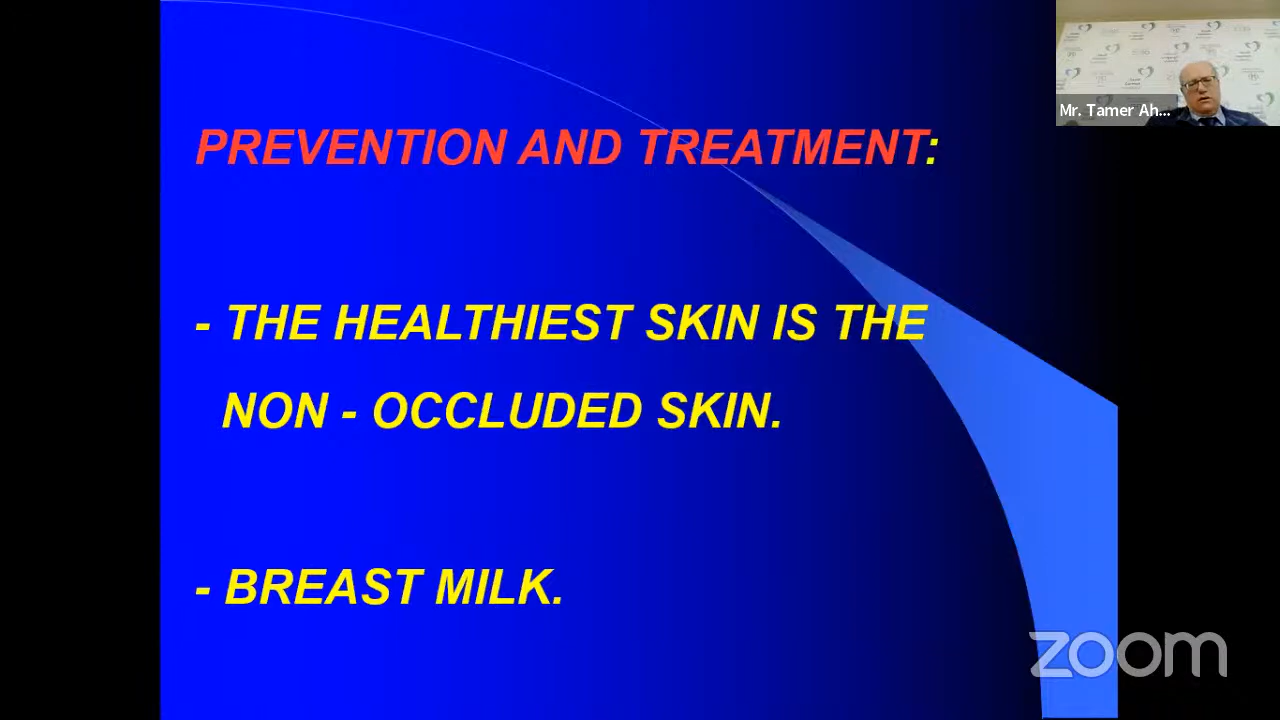 Mr. Tamer Ah...
PREVENTION AND TREATMENT:
- THE HEALTHIEST SKIN IS THE
NON - OCCLUDED SKIN.
- BREAST MILK.
zoom